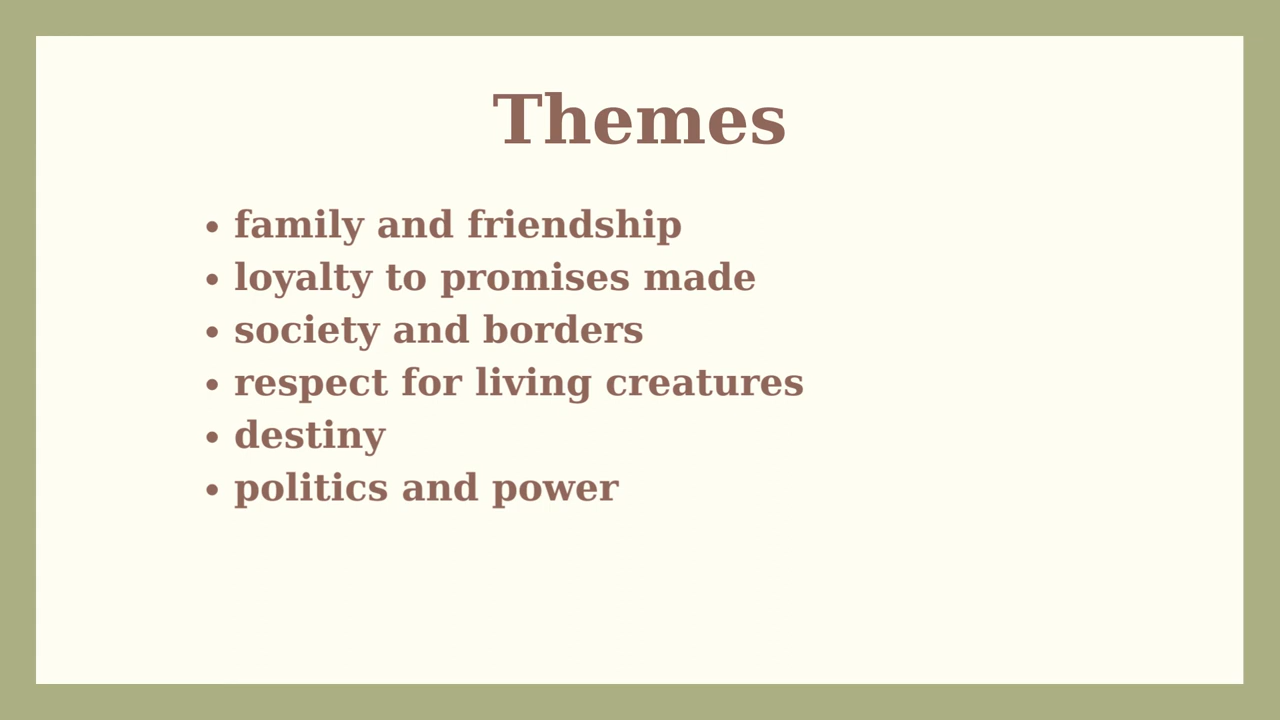 Themes
• family and friendship
• loyalty to promises made
• society and borders
• respect for living creatures
• destiny
• politics and power